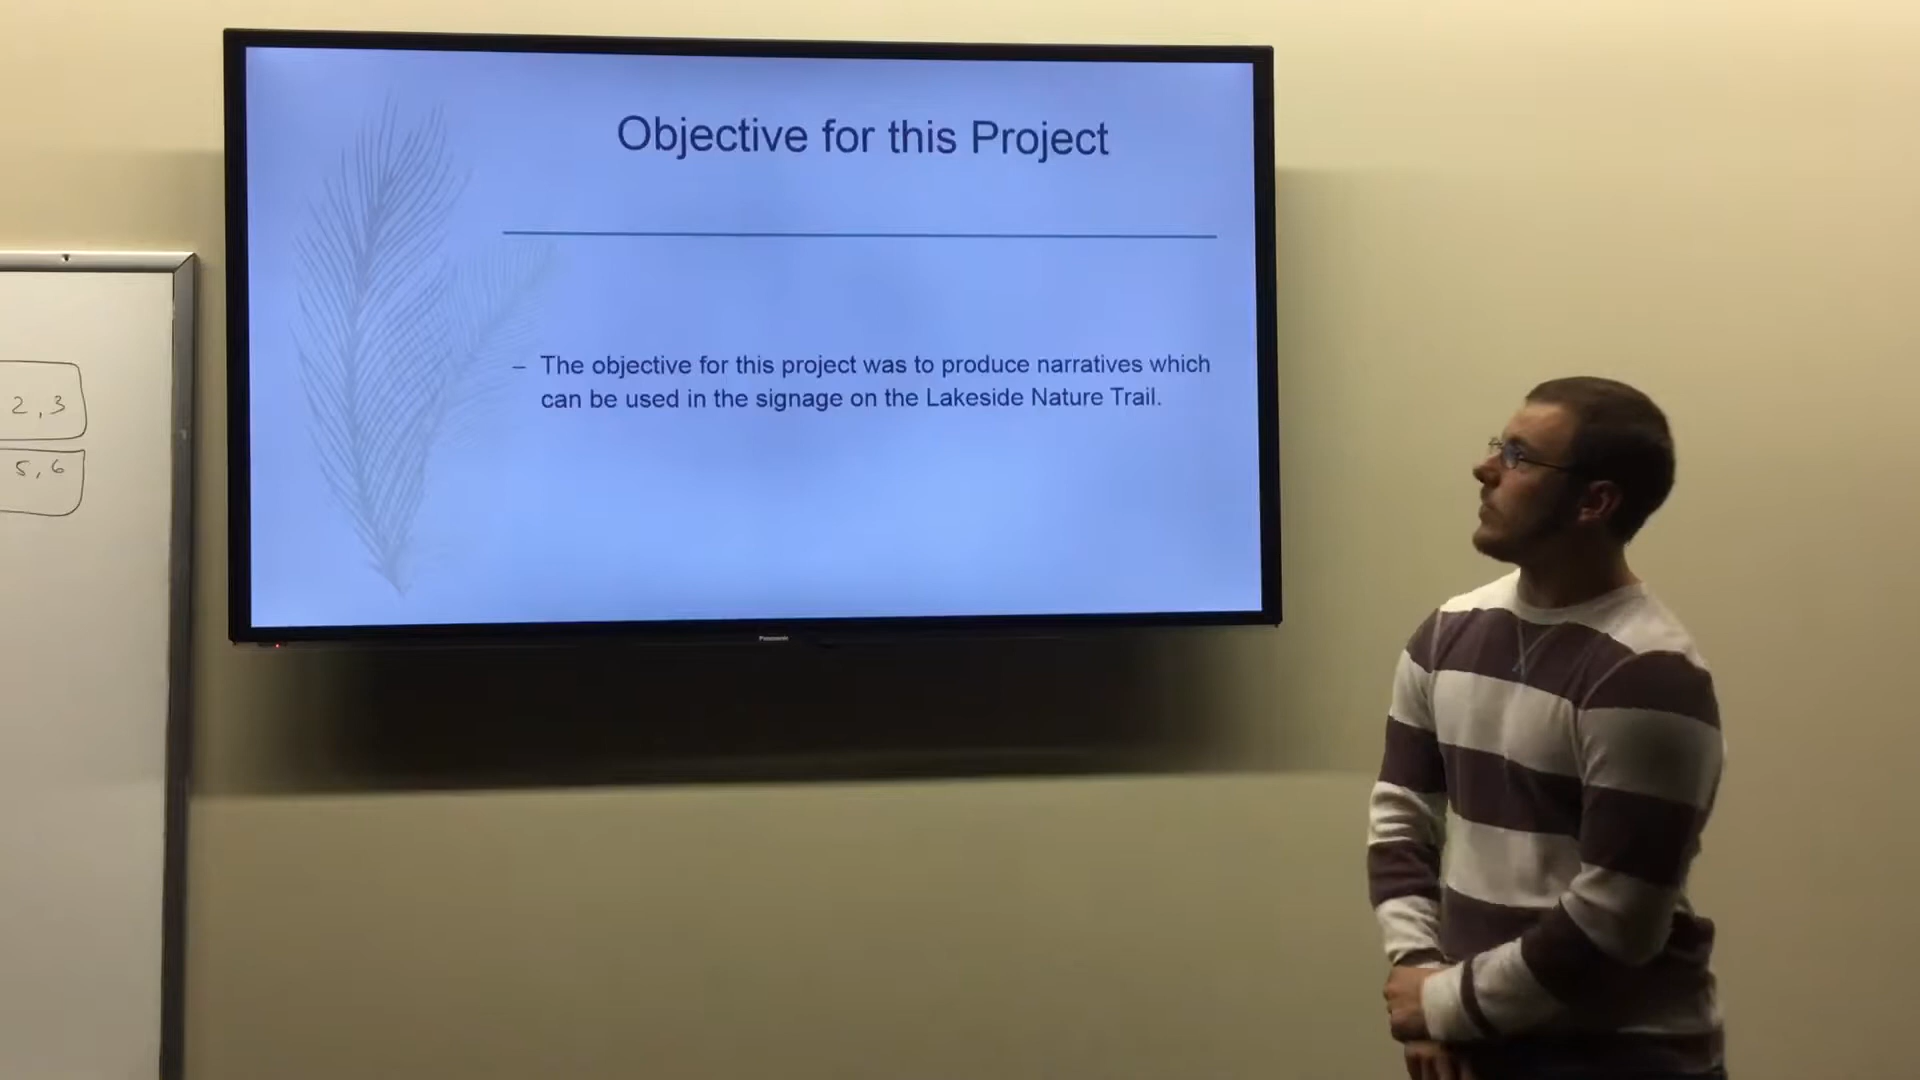 Objective for this Project
– The objective for this project was to produce narratives which
can be used in the signage on the Lakeside Nature Trail.
2,3
5,6
Panasonic